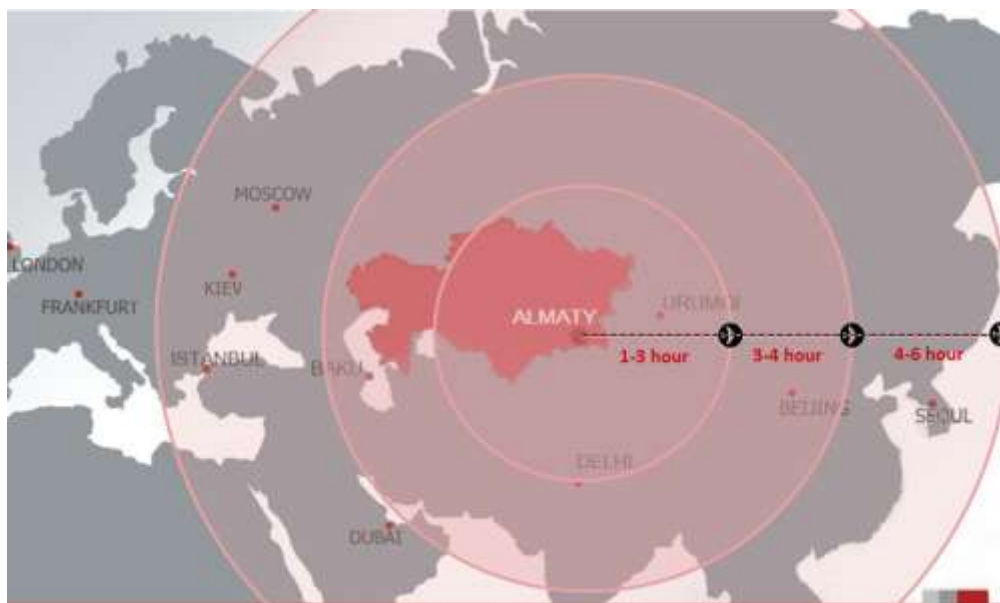 MOSCOW
LONDON
KIEV
FRANKFURT
URUMQI
ALMATY
ISTANBUL
BAKU
1-3 hour
3-4 hour
4-6 hour
BEIJING
SEOUL
DELHI
DUBAI